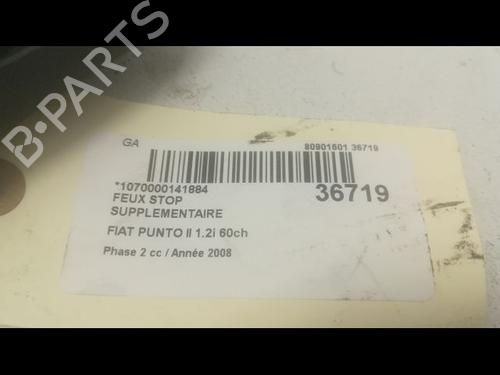 GA
80901601 36719
*1070000141884
36719
FEUX STOP
SUPPLEMENTAIRE
FIAT PUNTO II 1.2i 60ch
Phase 2 cc / Année 2008
B-PARTS